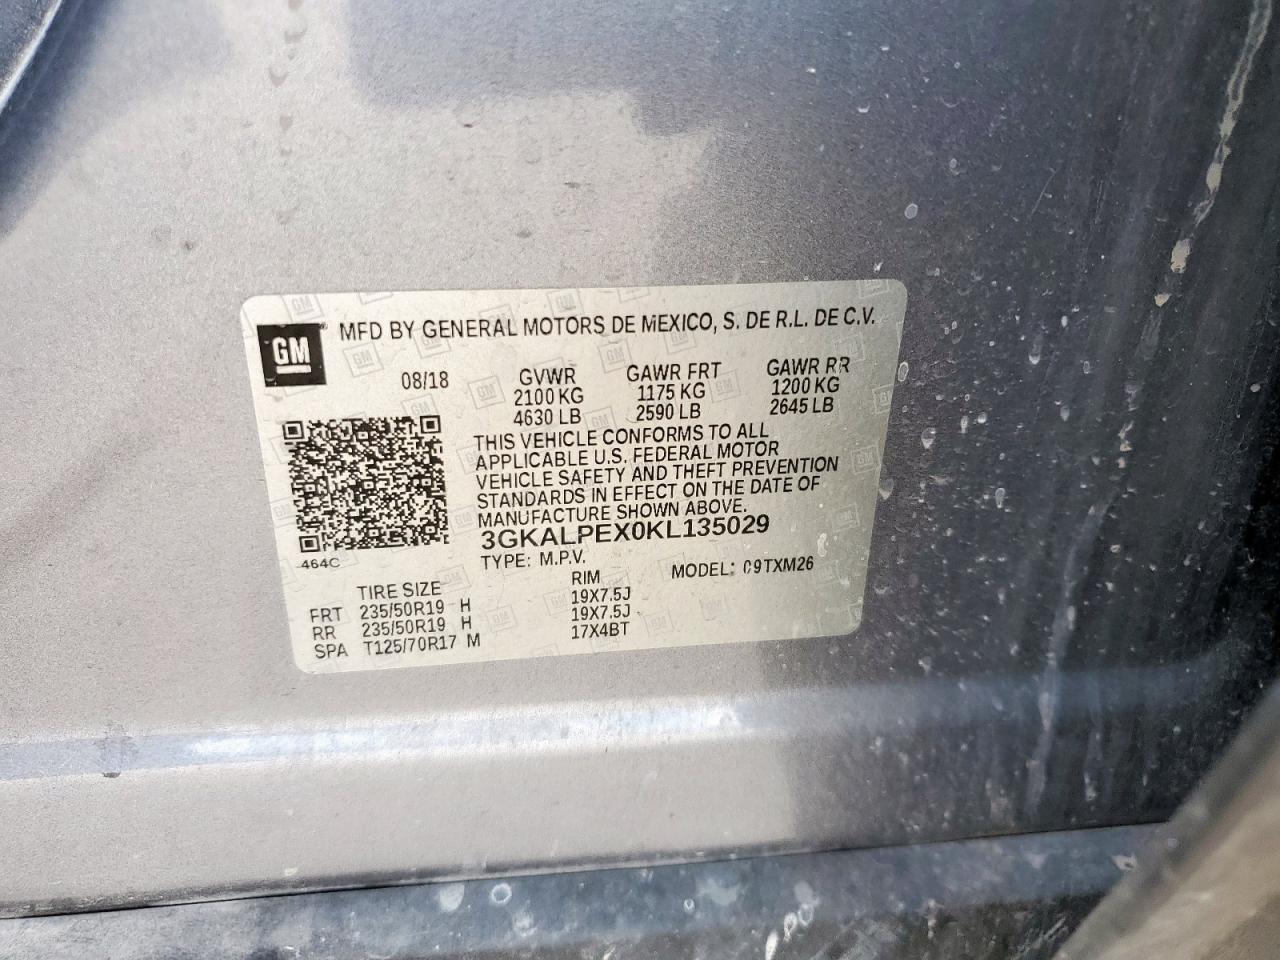 GM
MFD BY GENERAL MOTORS DE MEXICO, S. DE R.L. DE C.V.
08/18
GVWR GAWR FRT GAWR RR
2100 KG 1175 KG 1200 KG
4630 LB 2590 LB 2645 LB
THIS VEHICLE CONFORMS TO ALL
APPLICABLE U.S. FEDERAL MOTOR
VEHICLE SAFETY AND THEFT PREVENTION
STANDARDS IN EFFECT ON THE DATE OF
MANUFACTURE SHOWN ABOVE.
3GKALPEX0KL135029
464C
TYPE: M.P.V. MODEL: 09TXM26
TIRE SIZE RIM
FRT 235/50R19 H 19X7.5J
RR 235/50R19 H 19X7.5J
SPA T125/70R17 M 17X4BT